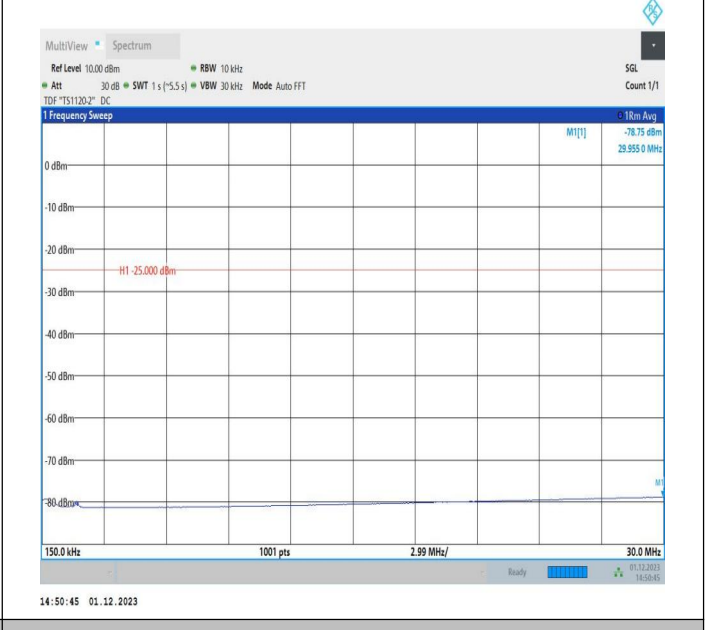 MultiView Spectrum
Ref Level 10.00 dBm RBW 10 kHz SGL
Att 30 dB SWT 1 s (~5.5 s) VBW 30 kHz Mode Auto FFT Count 1/1
TDF "TS1120-2" DC
1 Frequency Sweep 1Rm Avg
M1[1] -78.75 dBm
29.955 0 MHz
0 dBm
-10 dBm
-20 dBm
H1 -25.000 dBm
-30 dBm
-40 dBm
-50 dBm
-60 dBm
-70 dBm
M1
-80 dBm
150.0 kHz 1001 pts 2.99 MHz/ 30.0 MHz
Ready 01.12.2023
14:50:45
14:50:45 01.12.2023